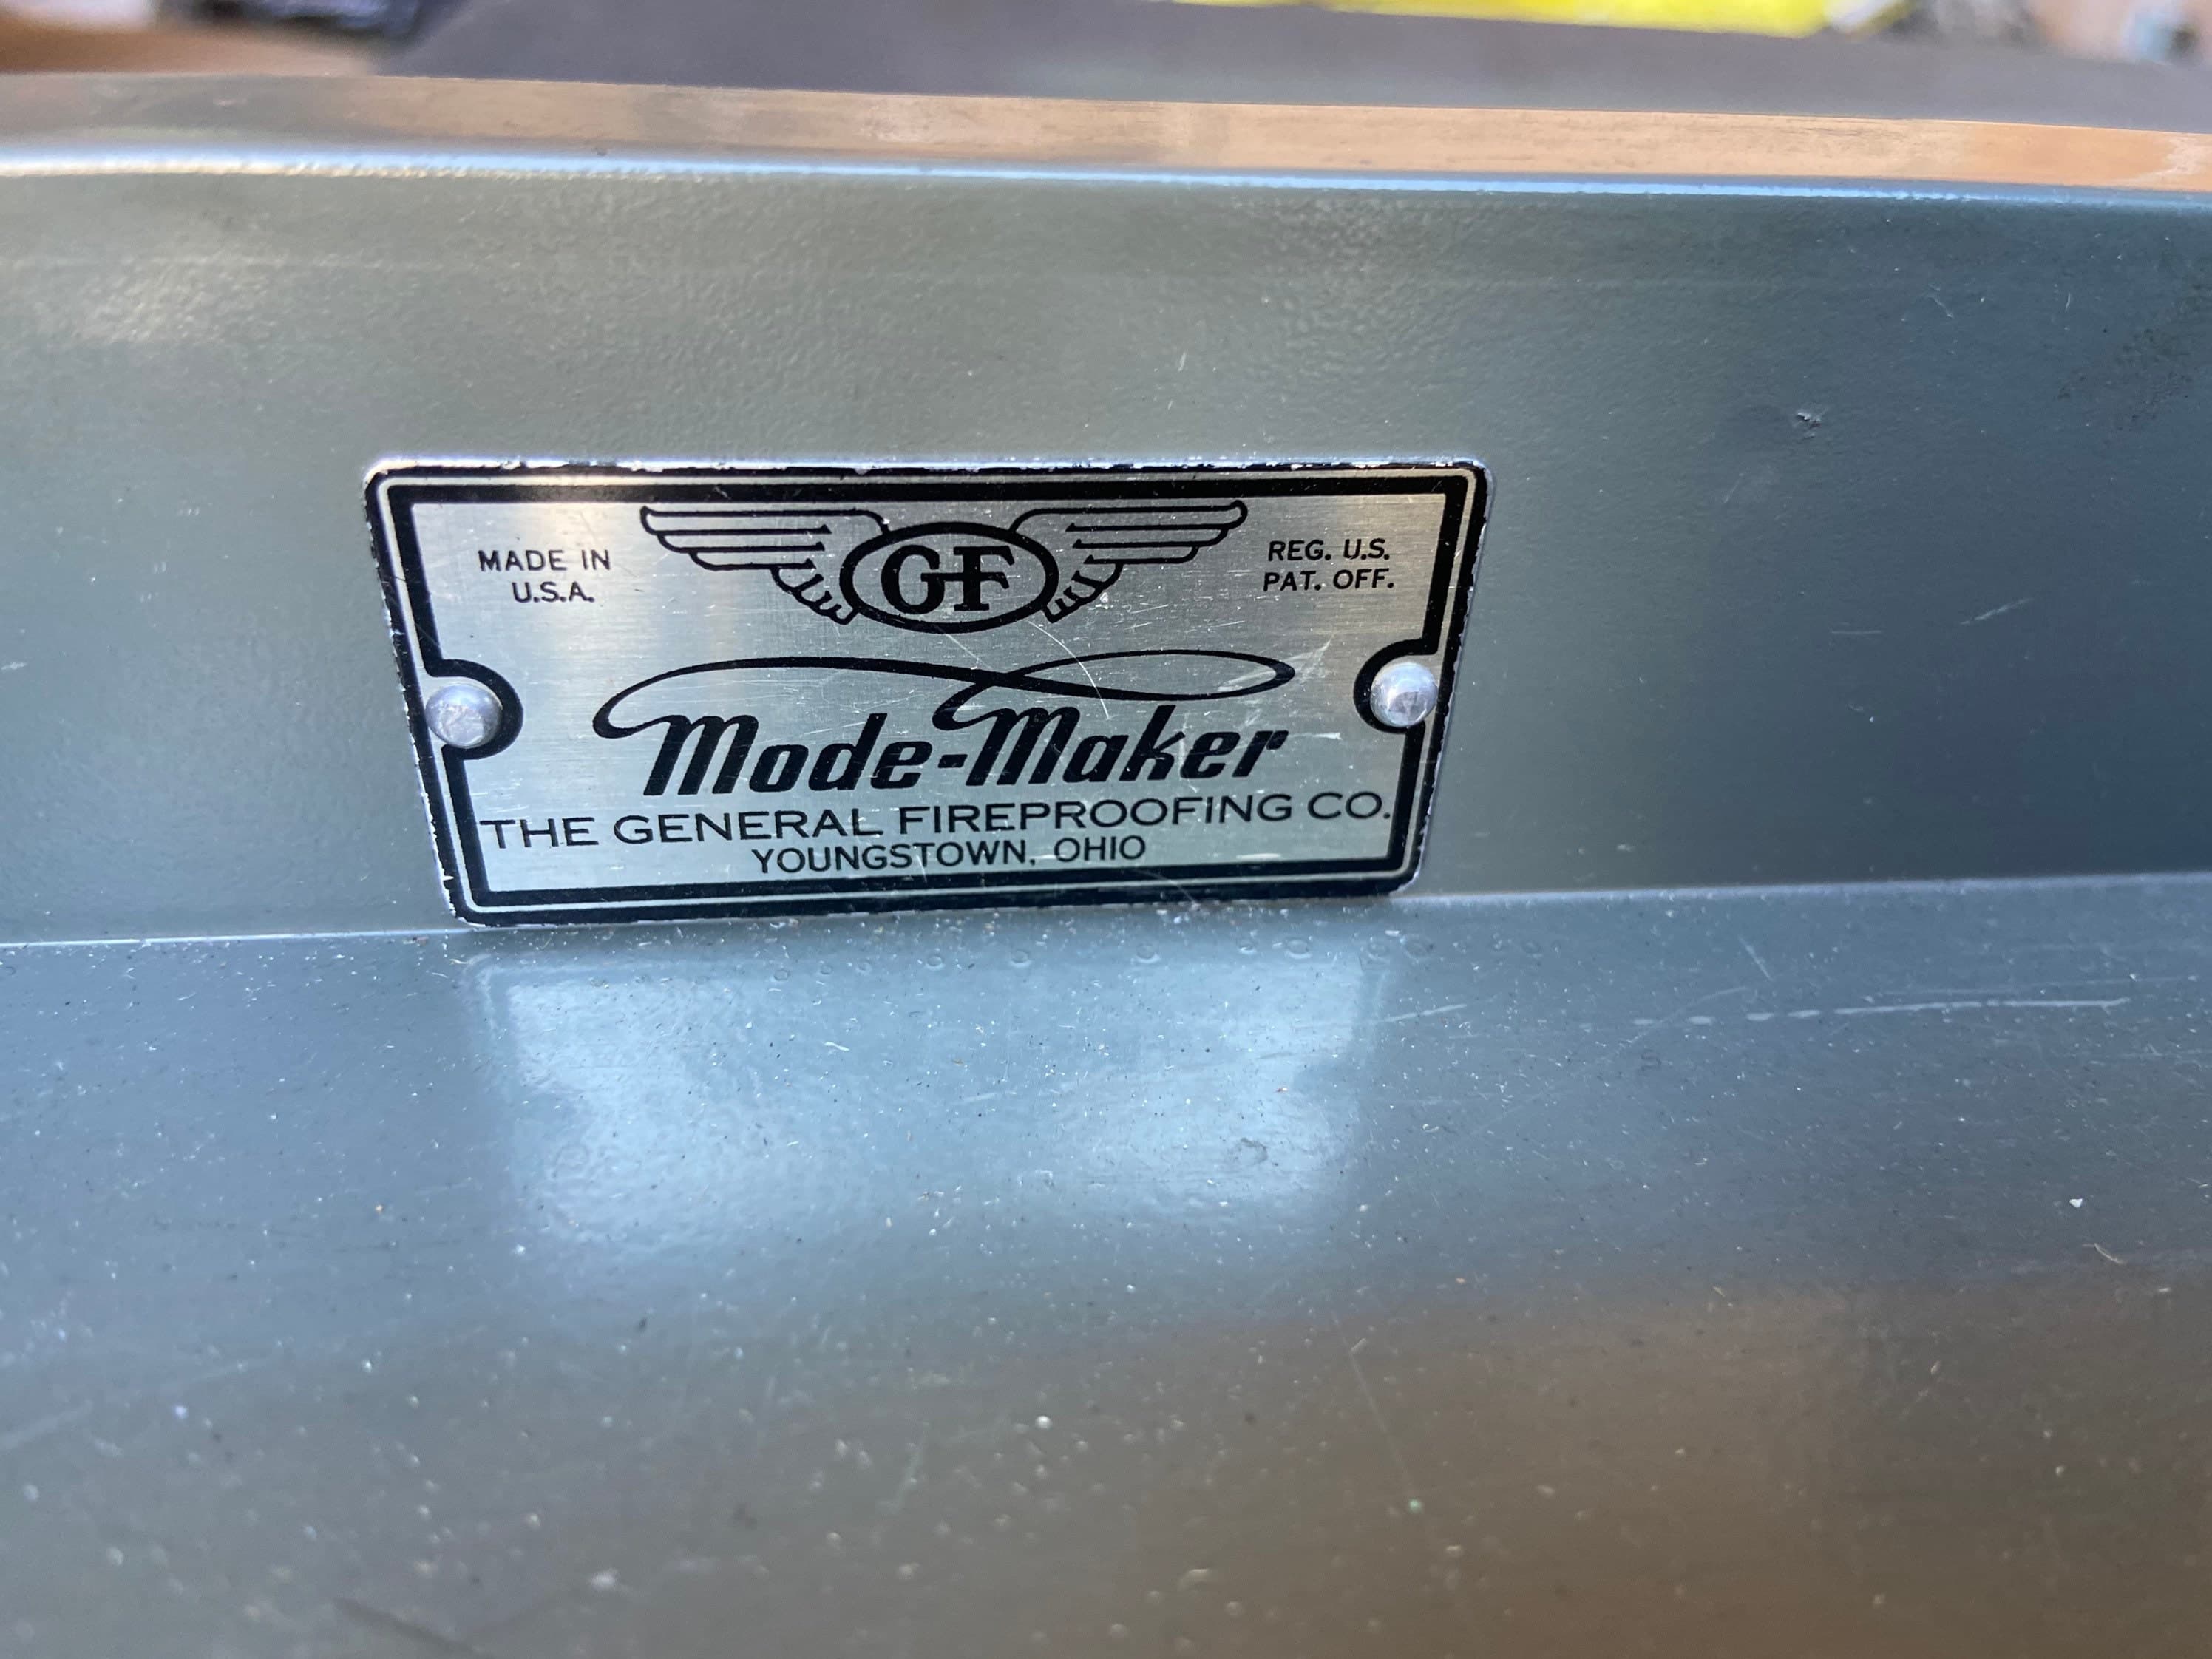 MADE IN
U.S.A.
GF
REG. U.S.
PAT. OFF.
Mode-Maker
THE GENERAL FIREPROOFING CO.
YOUNGSTOWN, OHIO